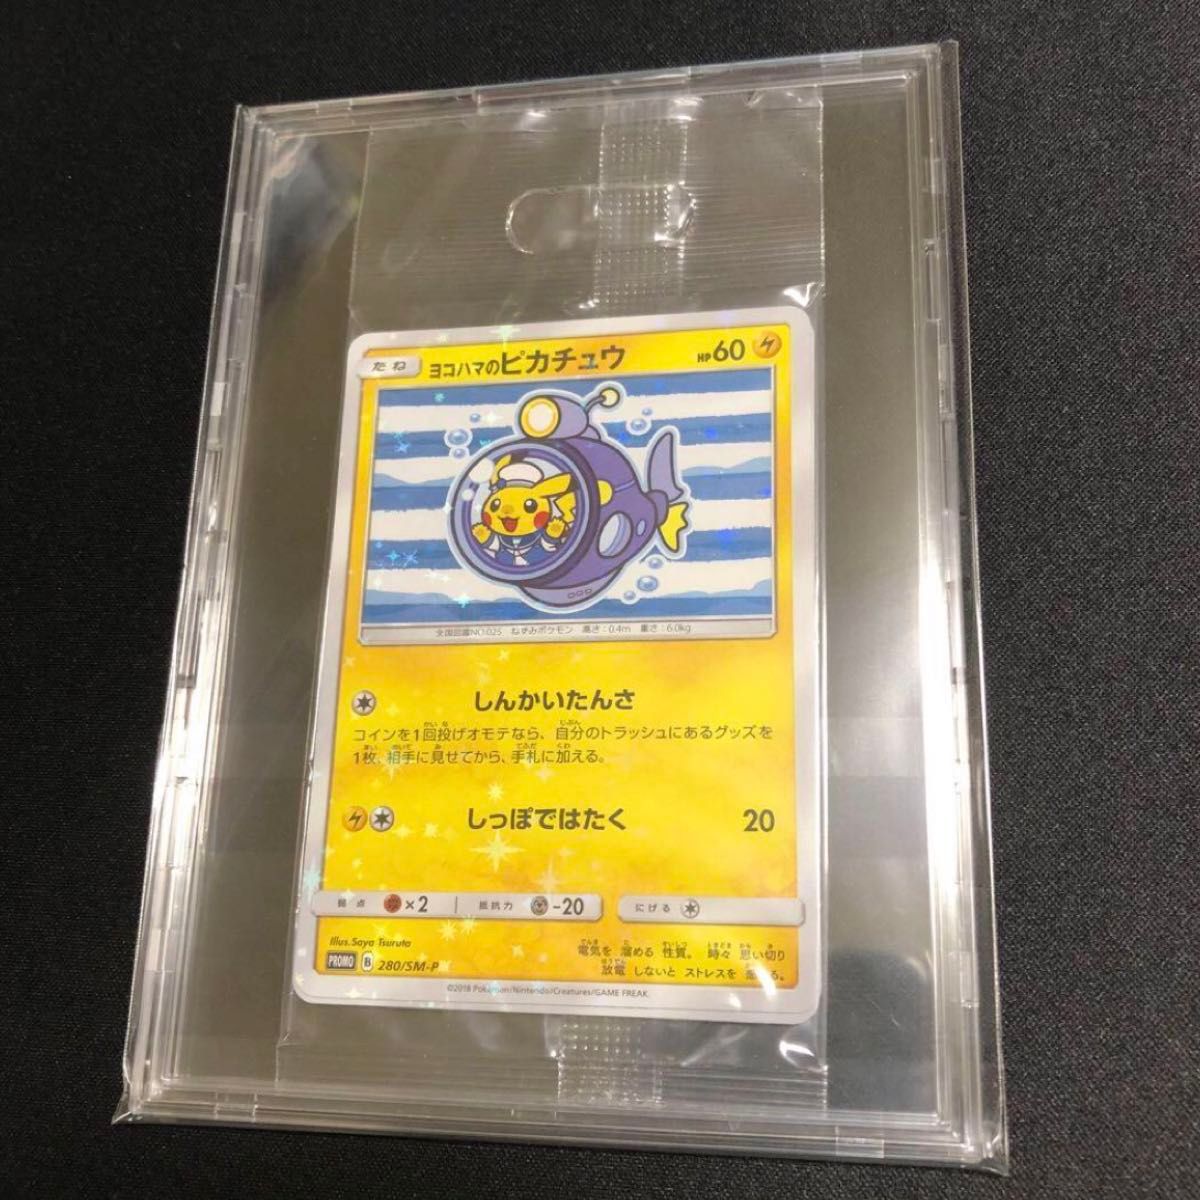 たね ヨコハマのピカチュウ HP60
全国図鑑NO.025 ねずみポケモン 高さ:0.4m 重さ:6.0kg
しんかいたんさ
コインを1回投げオモテなら、自分のトラッシュにあるグッズを
1枚、相手に見せてから、手札に加える。
しっぽではたく 20
弱点 ×2 抵抗力 -20 にげる
Illus.Saya Tsuruta
電気を 溜める 性質。 時々 思い切り
放電 しないと ストレスを
PROMO B 280/SM-P
©2018 Pokémon/Nintendo/Creatures/GAME FREAK.